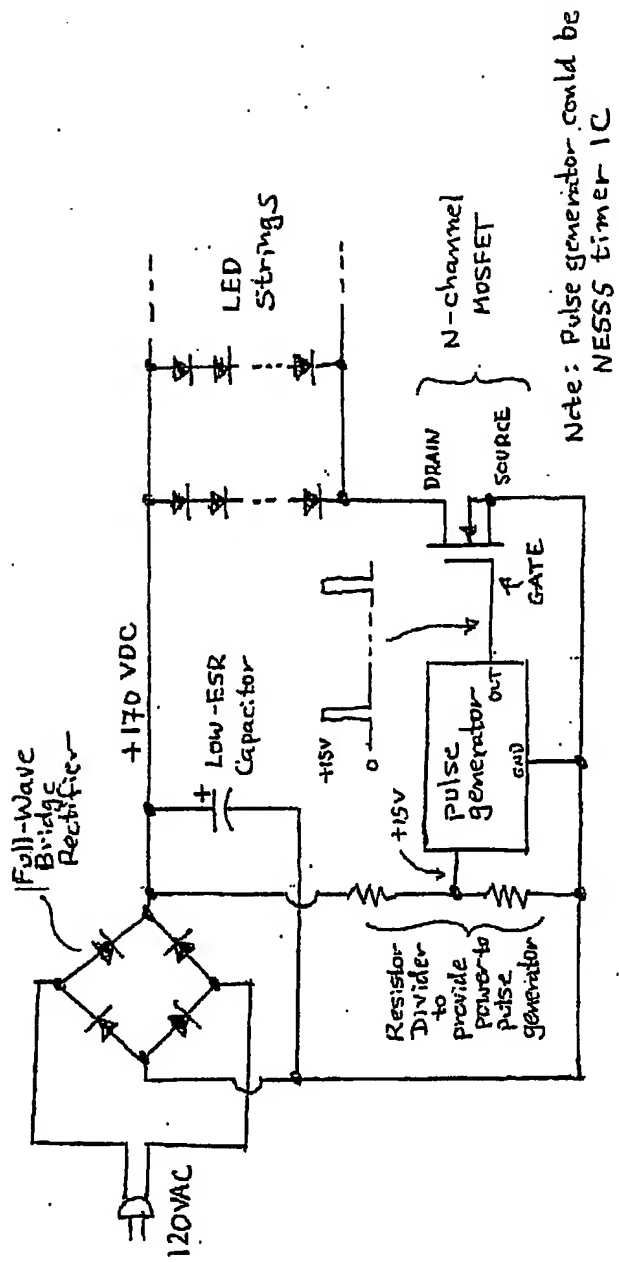 120VAC
Full-Wave
Bridge
Rectifier
+170 VDC
Low-ESR
Capacitor
LED
Strings
+15V
0
Resistor
Divider
to
provide
power to
pulse
generator
+15V
pulse
generator
OUT
GND
GATE
DRAIN
SOURCE
N-channel
MOSFET
Note: Pulse generator could be
NE555 timer IC